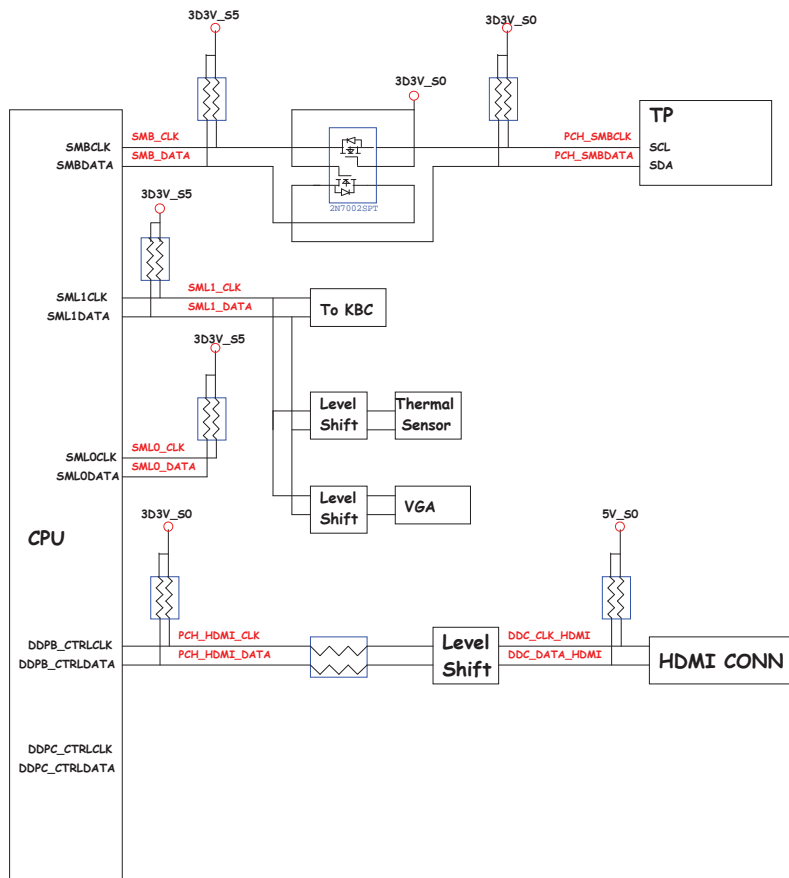 3D3V_S5
3D3V_S0
3D3V_S0
TP
SMBCLK
SMB_CLK
PCH_SMBCLK
SCL
SMBDATA
SMB_DATA
PCH_SMBDATA
SDA
3D3V_S5
2N7002SPT
SML1CLK
SML1_CLK
SML1DATA
SML1_DATA
To KBC
3D3V_S5
Level
Shift
Thermal
Sensor
SML0CLK
SML0_CLK
SML0DATA
SML0_DATA
Level
Shift
VGA
3D3V_S0
5V_S0
CPU
DDPB_CTRLCLK
PCH_HDMI_CLK
DDPB_CTRLDATA
PCH_HDMI_DATA
Level
Shift
DDC_CLK_HDMI
DDC_DATA_HDMI
HDMI CONN
DDPC_CTRLCLK
DDPC_CTRLDATA